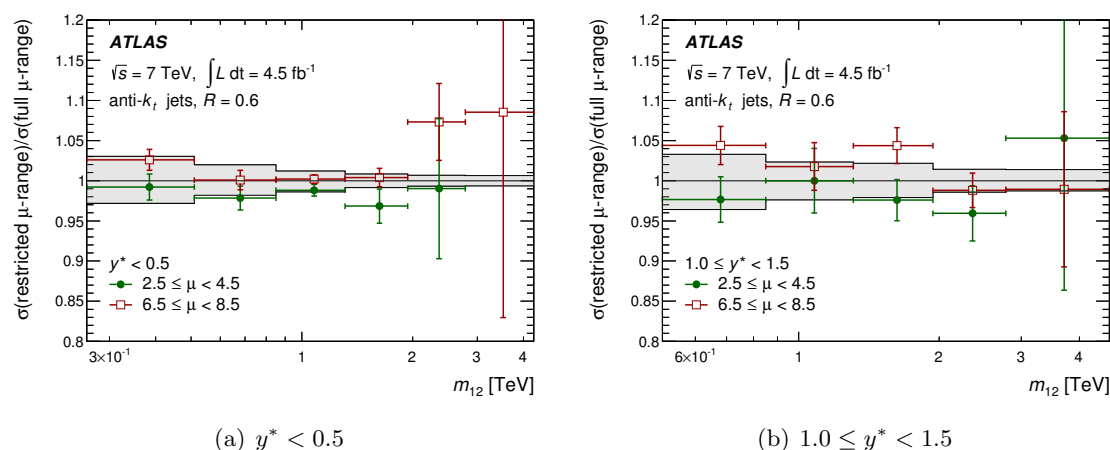 σ(restricted μ-range)/σ(full μ-range)
1.2
1.15
1.1
1.05
1
0.95
0.9
0.85
0.8
ATLAS
√s = 7 TeV, ∫L dt = 4.5 fb⁻¹
anti-kₜ jets, R = 0.6
y* < 0.5
2.5 ≤ μ < 4.5
6.5 ≤ μ < 8.5
3×10⁻¹ 1 2 3 4
m₁₂ [TeV]
(a) y* < 0.5
σ(restricted μ-range)/σ(full μ-range)
1.2
1.15
1.1
1.05
1
0.95
0.9
0.85
0.8
ATLAS
√s = 7 TeV, ∫L dt = 4.5 fb⁻¹
anti-kₜ jets, R = 0.6
1.0 ≤ y* < 1.5
2.5 ≤ μ < 4.5
6.5 ≤ μ < 8.5
6×10⁻¹ 1 2 3 4
m₁₂ [TeV]
(b) 1.0 ≤ y* < 1.5